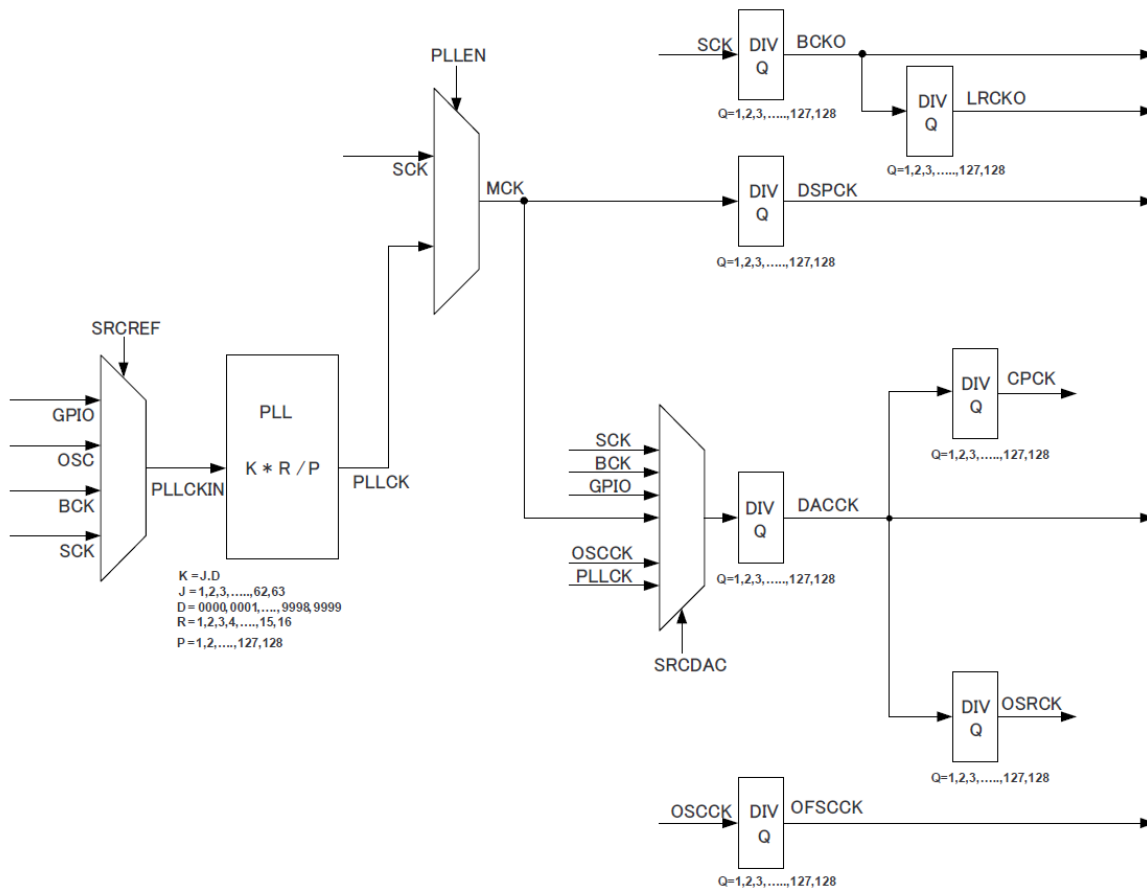 SCK
DIV
Q
BCKO
Q=1,2,3,.....,127,128
DIV
Q
LRCKO
Q=1,2,3,.....,127,128
PLLEN
SCK
MCK
DIV
Q
DSPCK
Q=1,2,3,.....,127,128
SRCREF
GPIO
OSC
BCK
SCK
PLLCKIN
PLL
K * R / P
PLLCK
K = J.D
J = 1,2,3,.....,62,63
D = 0000,0001,....,9998,9999
R = 1,2,3,4,....,15,16
P = 1,2,....,127,128
SCK
BCK
GPIO
OSCCK
PLLCK
SRCDAC
DIV
Q
DACCK
Q=1,2,3,.....,127,128
DIV
Q
CPCK
Q=1,2,3,.....,127,128
DIV
Q
OSRCK
Q=1,2,3,.....,127,128
OSCCK
DIV
Q
OFSCCK
Q=1,2,3,.....,127,128